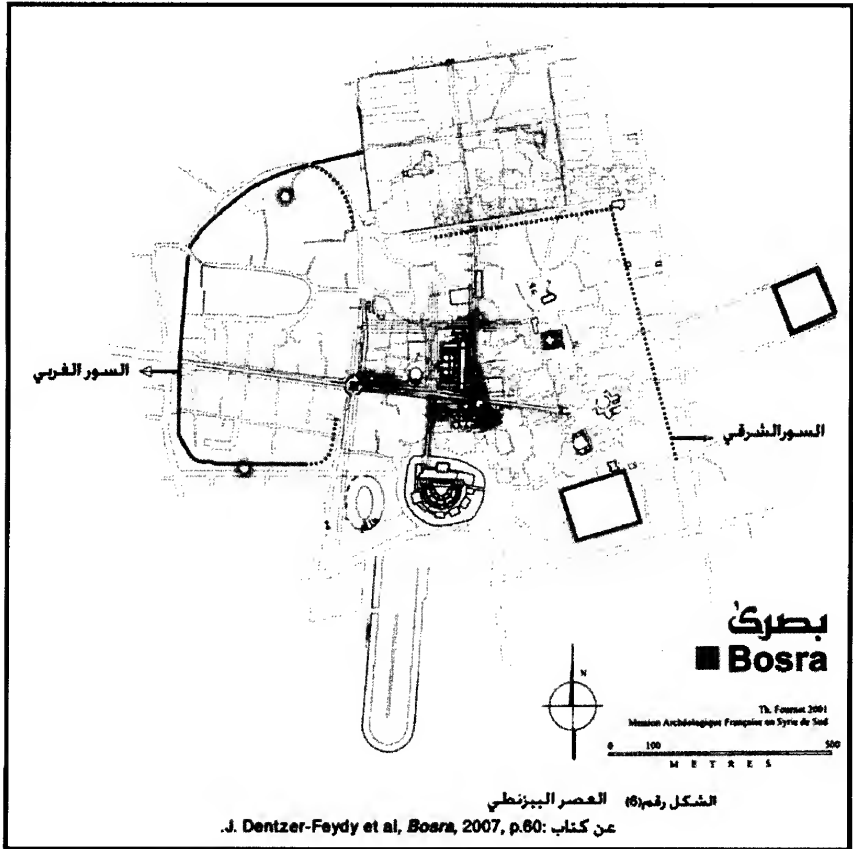 السور الغربي
السور الشرقي
بصرى
Bosra
N
Th. Fournet 2001
Mission Archéologique Française en Syrie du Sud
0 100 500
METRES
الشكل رقم(6) العصر البيزنطي
عن كتاب: J. Dentzer-Feydy et al, Bosra, 2007, p.60.